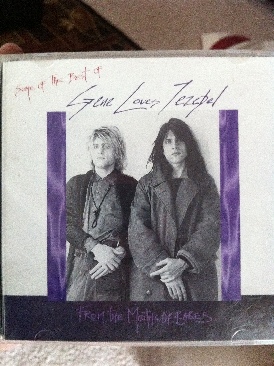 Some of the Best of
Gene Loves Jezebel
From the Mouths of Babes